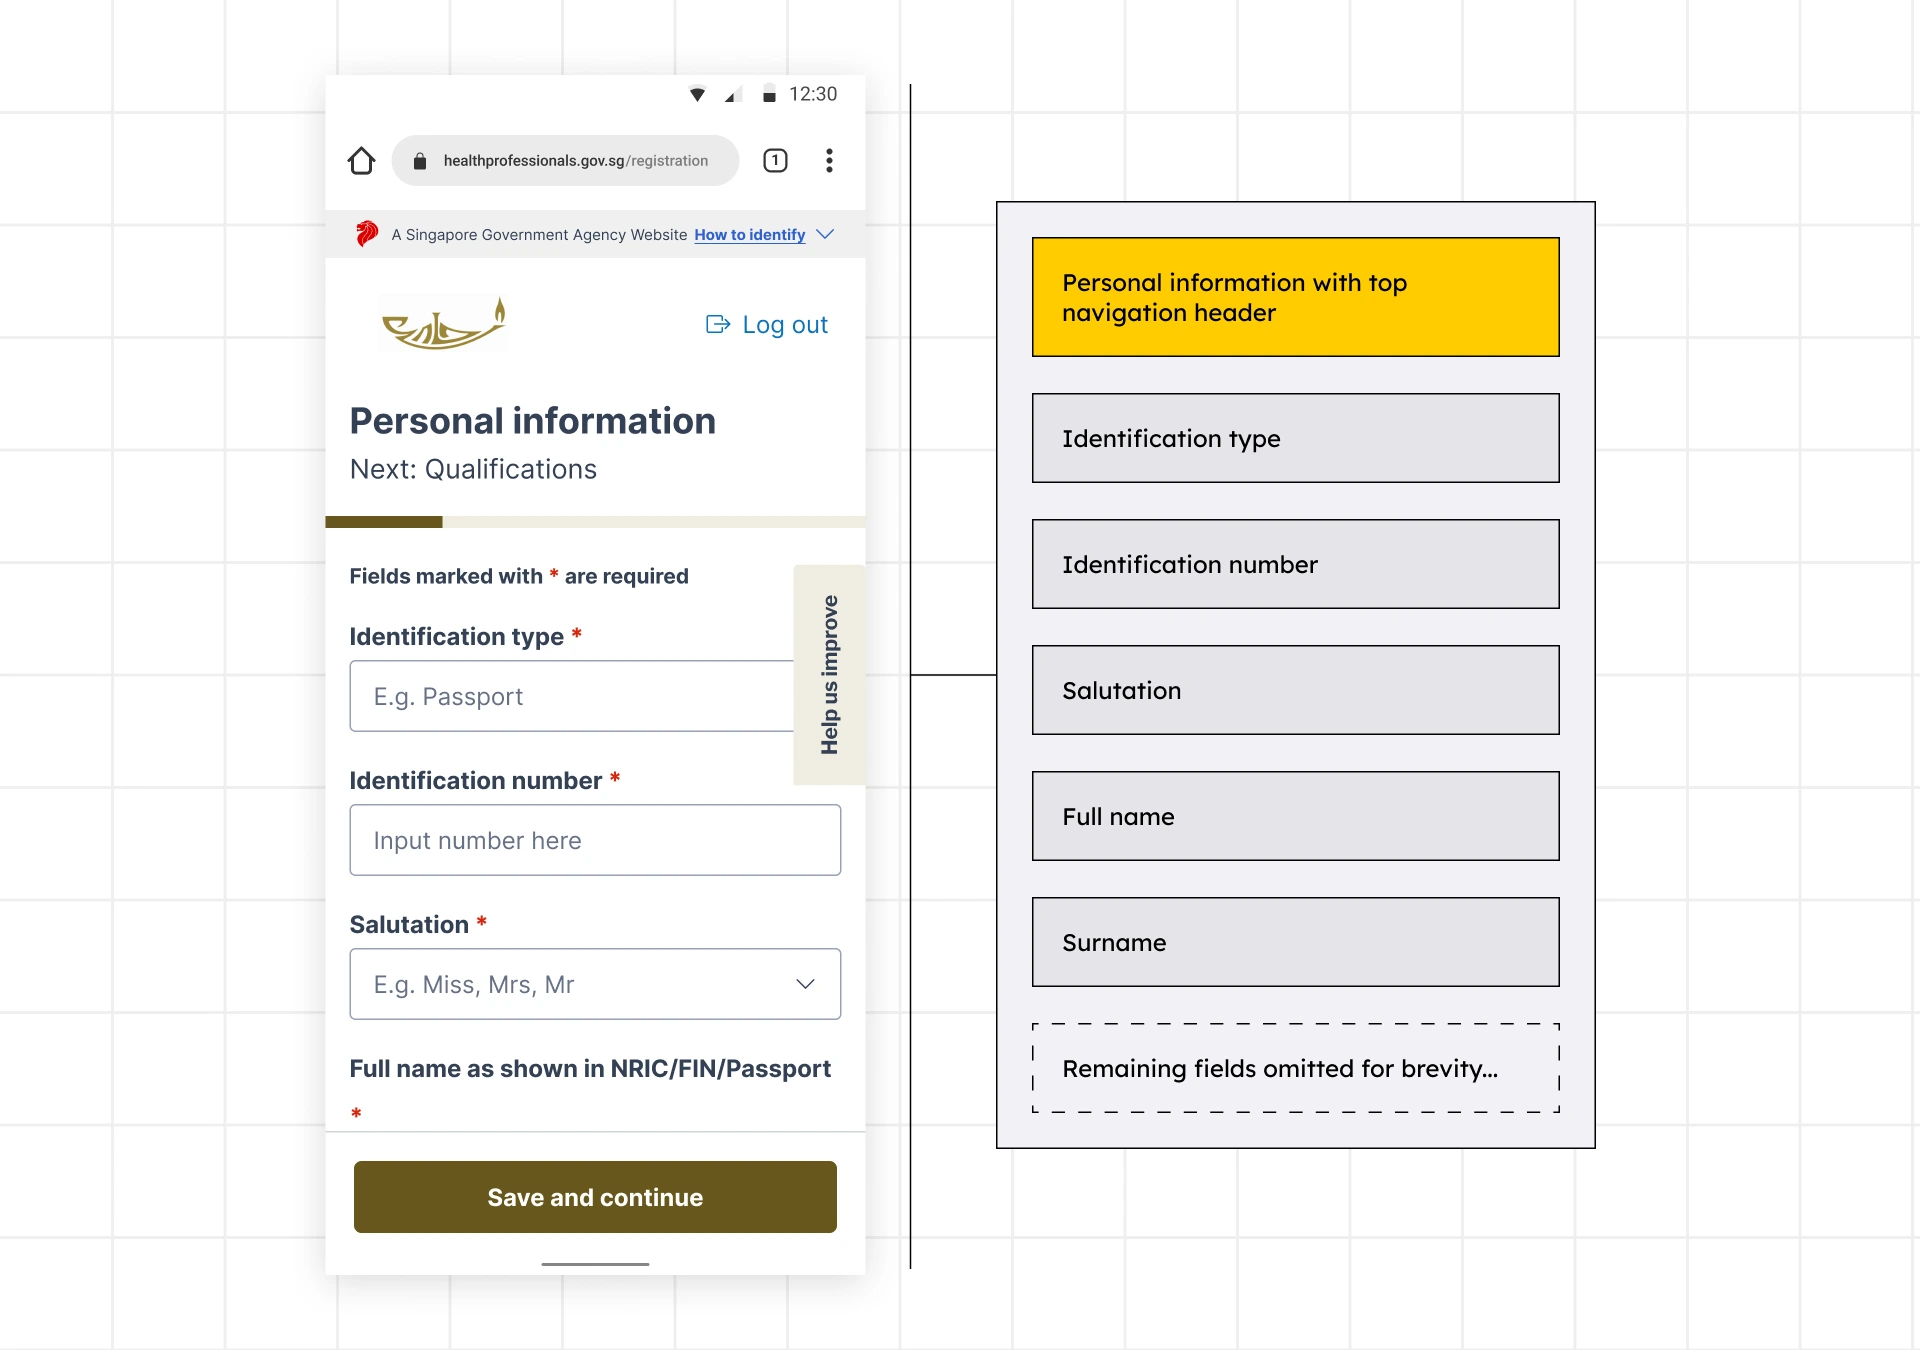 12:30
healthprofessionals.gov.sg/registration
1
A Singapore Government Agency Website How to identify
Log out
Personal information
Next: Qualifications
Fields marked with * are required
Help us improve
Identification type *
E.g. Passport
Identification number *
Input number here
Salutation *
E.g. Miss, Mrs, Mr
Full name as shown in NRIC/FIN/Passport
*
Save and continue
Personal information with top
navigation header
Identification type
Identification number
Salutation
Full name
Surname
Remaining fields omitted for brevity...